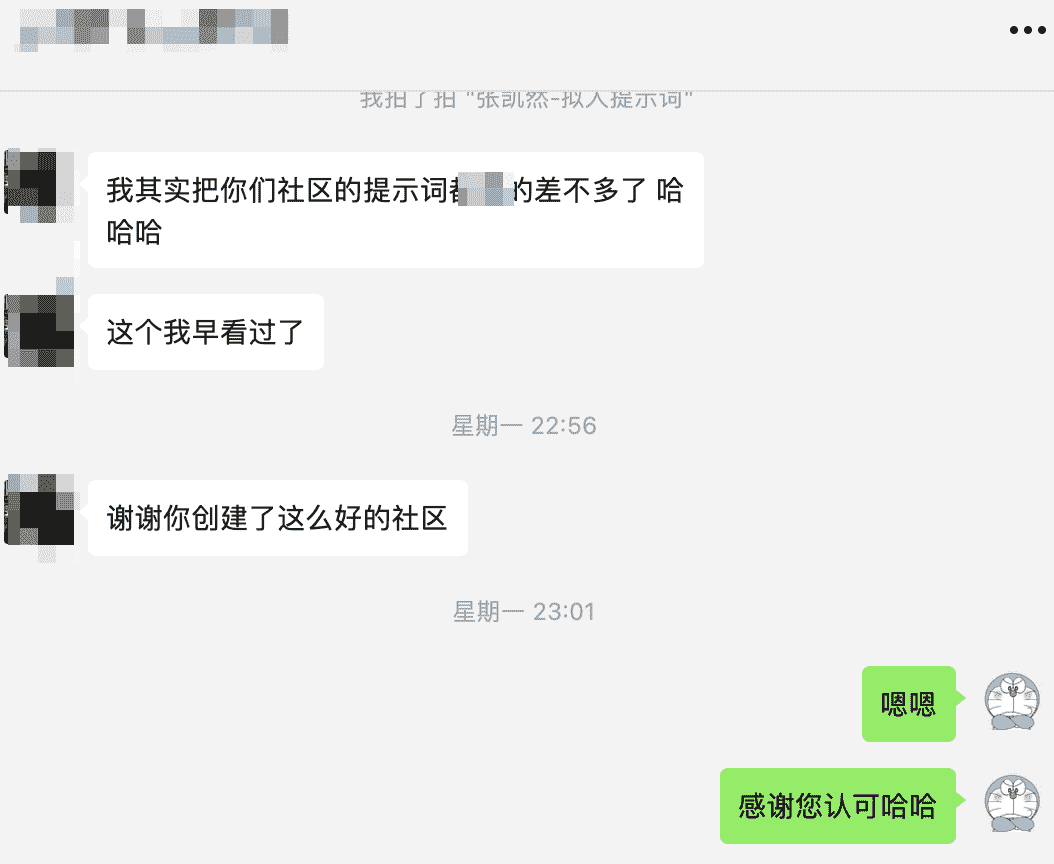 我拍了拍 "张凯然-拟人提示词"
我其实把你们社区的提示词都的差不多了 哈
哈哈
这个我早看过了
星期一 22:56
谢谢你创建了这么好的社区
星期一 23:01
嗯嗯
感谢您认可哈哈